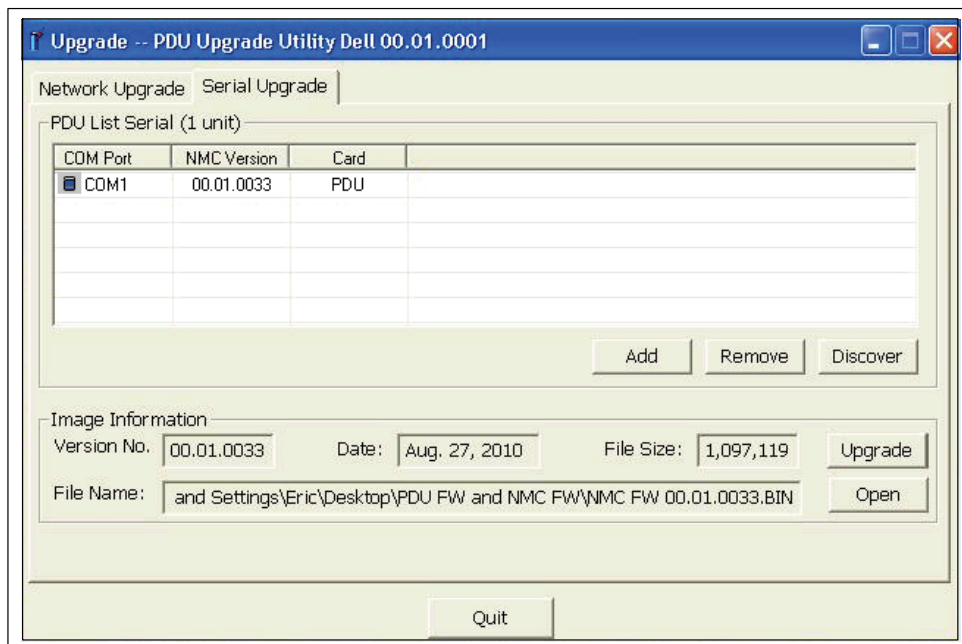 Upgrade -- PDU Upgrade Utility Dell 00.01.0001
Network Upgrade Serial Upgrade
PDU List Serial (1 unit)
COM Port NMC Version Card
COM1 00.01.0033 PDU
Add Remove Discover
Image Information
Version No. 00.01.0033 Date: Aug. 27, 2010 File Size: 1,097,119 Upgrade
File Name: and Settings\Eric\Desktop\PDU FW and NMC FW\NMC FW 00.01.0033.BIN Open
Quit